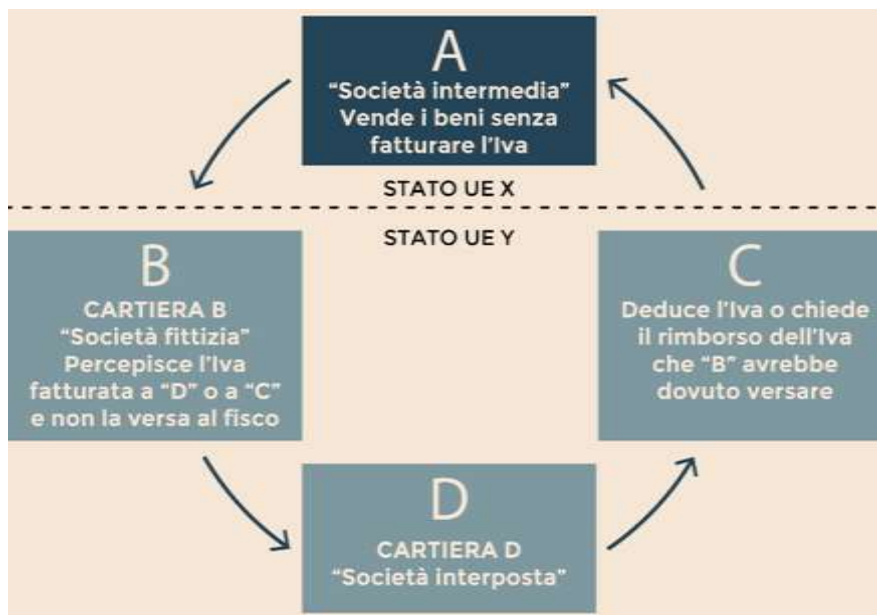 A
“Società intermedia”
Vende i beni senza
fatturare l’Iva
STATO UE X
STATO UE Y
B
CARTIERA B
“Società fittizia”
Percepisce l’Iva
fatturata a “D” o a “C”
e non la versa al fisco
C
Deduce l’Iva o chiede
il rimborso dell’Iva
che “B” avrebbe
dovuto versare
D
CARTIERA D
“Società interposta”